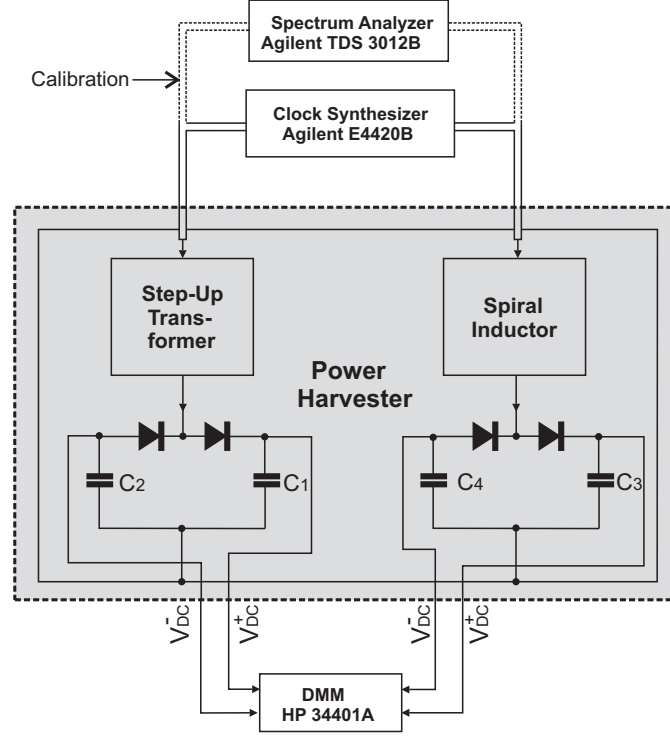 Spectrum Analyzer
Agilent TDS 3012B
Calibration
Clock Synthesizer
Agilent E4420B
Step-Up
Trans-
former
Spiral
Inductor
Power
Harvester
C2
C1
C4
C3
V-DC
V+DC
V-DC
V+DC
DMM
HP 34401A